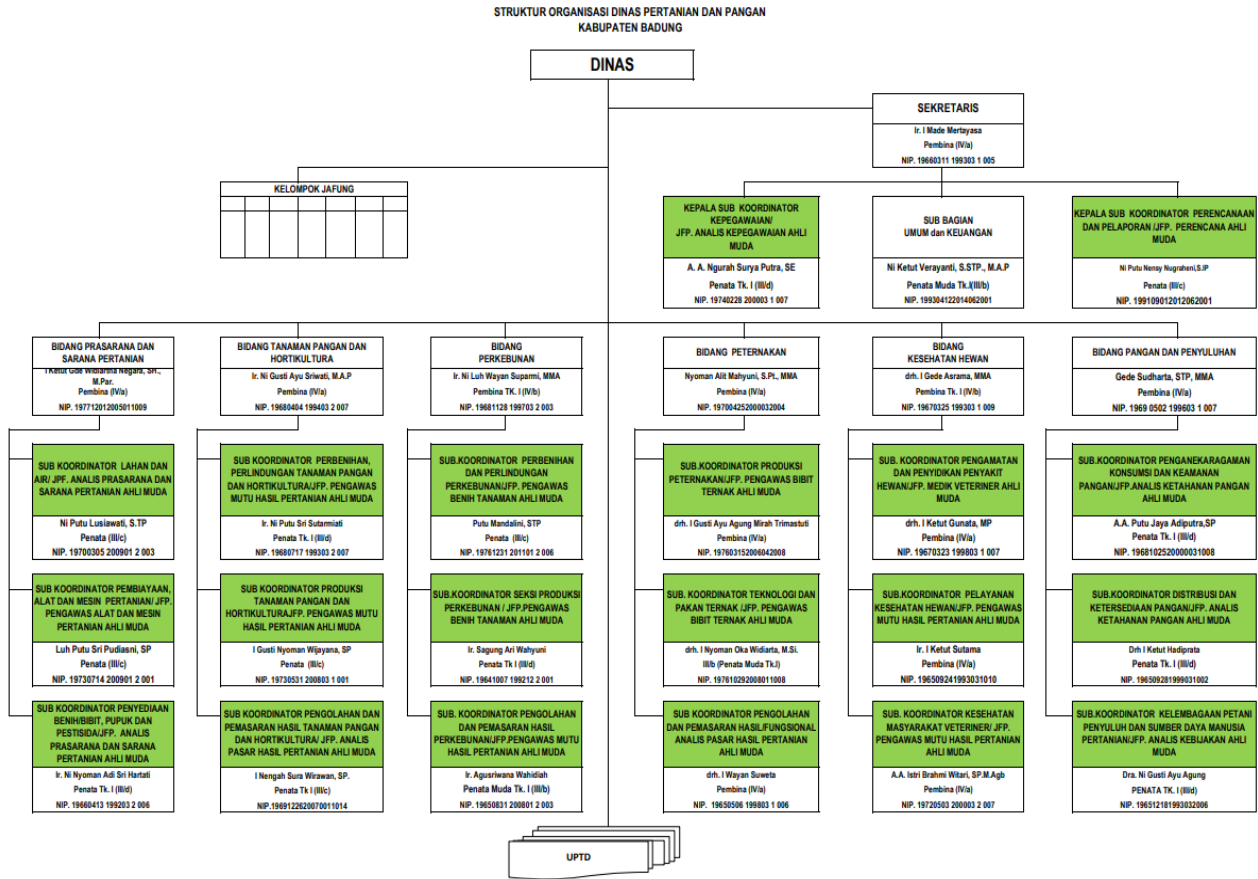 STRUKTUR ORGANISASI DINAS PERTANIAN DAN PANGAN
KABUPATEN BADUNG
DINAS
SEKRETARIS
Ir. I Made Mertayasa
Pembina (IV/a)
NIP. 19660311 199303 1 005
KELOMPOK JAFUNG
KEPALA SUB KOORDINATOR
KEPEGAWAIAN/
JFP. ANALIS KEPEGAWAIAN AHLI
MUDA
A. A. Ngurah Surya Putra, SE
Penata Tk. I (III/d)
NIP. 19740228 200003 1 007
SUB BAGIAN
UMUM dan KEUANGAN
Ni Ketut Verayanti, S.STP., M.A.P
Penata Muda Tk.I(III/b)
NIP. 199304122014062001
KEPALA SUB KOORDINATOR PERENCANAAN
DAN PELAPORAN /JFP. PERENCANA AHLI
MUDA
Ni Putu Nensy Nugraheni,S.IP
Penata (III/c)
NIP. 199109012012062001
BIDANG PRASARANA DAN
SARANA PERTANIAN
I Ketut Gde Widiartha Negara, SH.,
M.Par.
Pembina (IV/a)
NIP. 197712012005011009
BIDANG TANAMAN PANGAN DAN
HORTIKULTURA
Ir. Ni Gusti Ayu Sriwati, M.A.P
Pembina (IV/a)
NIP. 19680404 199403 2 007
BIDANG
PERKEBUNAN
Ir. Ni Luh Wayan Suparmi, MMA
Pembina TK. I (IV/b)
NIP. 19681128 199703 2 003
BIDANG PETERNAKAN
Nyoman Alit Mahyuni, S.Pt., MMA
Pembina (IV/a)
NIP. 197004252000032004
BIDANG
KESEHATAN HEWAN
drh. I Gede Asrama, MMA
Pembina Tk. I(IV/b)
NIP. 19670325 199303 1 009
BIDANG PANGAN DAN PENYULUHAN
Gede Sudharta, STP, MMA
Pembina (IV/a)
NIP. 1969 0502 199603 1 007
SUB KOORDINATOR LAHAN DAN
AIR/ JPF. ANALIS PRASARANA DAN
SARANA PERTANIAN AHLI MUDA
Ni Putu Lusiawati, S.TP
Penata (III/c)
NIP. 19700305 200901 2 003
SUB KOORDINATOR PERBENIHAN,
PERLINDUNGAN TANAMAN PANGAN
DAN HORTIKULTURA/JFP. PENGAWAS
MUTU HASIL PERTANIAN AHLI MUDA
Ir. Ni Putu Sri Sutarmiati
Penata Tk. I (III/d)
NIP. 19680717 199303 2 007
SUB.KOORDINATOR PERBENIHAN
DAN PERLINDUNGAN
PERKEBUNAN/JFP. PENGAWAS
BENIH TANAMAN AHLI MUDA
Putu Mandalini, STP
Penata (III/c)
NIP. 19761231 201101 2 006
SUB.KOORDINATOR PRODUKSI
PETERNAKAN/JFP. PENGAWAS BIBIT
TERNAK AHLI MUDA
drh. I Gusti Ayu Agung Mirah Trimastuti
Pembina (IV/a)
NIP. 197603152006042008
SUB.KOORDINATOR PENGAMATAN
DAN PENYIDIKAN PENYAKIT
HEWAN/JFP. MEDIK VETERINER AHLI
MUDA
drh. I Ketut Gunata, MP
Pembina (IV/a)
NIP. 19670323 199803 1 007
SUB KOORDINATOR PENGANEKARAGAMAN
KONSUMSI DAN KEAMANAN
PANGAN/JFP.ANALIS KETAHANAN PANGAN
AHLI MUDA
A.A. Putu Jaya Adiputra,SP
Penata Tk. I (III/d)
NIP. 1968102520000031008
SUB KOORDINATOR PEMBIAYAAN,
ALAT DAN MESIN PERTANIAN/ JFP.
PENGAWAS ALAT DAN MESIN
PERTANIAN AHLI MUDA
Luh Putu Sri Pudiasni, SP
Penata (III/c)
NIP. 19730714 200901 2 001
SUB KOORDINATOR PRODUKSI
TANAMAN PANGAN DAN
HORTIKULTURAJFP. PENGAWAS MUTU
HASIL PERTANIAN AHLI MUDA
I Gusti Nyoman Wijayana, SP
Penata (III/c)
NIP. 19730531 200803 1 001
SUB.KOORDINATOR SEKSI PRODUKSI
PERKEBUNAN / JFP.PENGAWAS
BENIH TANAMAN AHLI MUDA
Ir. Sagung Ari Wahyuni
Penata Tk I (III/d)
NIP. 19641007 199212 2 001
SUB. KOORDINATOR TEKNOLOGI DAN
PAKAN TERNAK /JFP. PENGAWAS
BIBIT TERNAK AHLI MUDA
drh. I Nyoman Oka Widiarta, M.Si.
III/b (Penata Muda Tk.I)
NIP. 197610292008011008
SUB.KOORDINATOR PELAYANAN
KESEHATAN HEWAN/JFP. PENGAWAS
MUTU HASIL PERTANIAN AHLI MUDA
Ir. I Ketut Sutama
Pembina (IV/a)
NIP. 196509241993031010
SUB KOORDINATOR DISTRIBUSI DAN
KETERSEDIAAN PANGAN/JFP. ANALIS
KETAHANAN PANGAN AHLI MUDA
Drh I Ketut Hadiprata
Penata Tk. I (III/d)
NIP. 196509281999031002
SUB KOORDINATOR PENYEDIAAN
BENIH/BIBIT, PUPUK DAN
PESTISIDA/JFP. ANALIS
PRASARANA DAN SARANA
PERTANIAN AHLI MUDA
Ir. Ni Nyoman Adi Sri Hartati
Penata Tk. I (III/d)
NIP. 19660413 199203 2 006
SUB KOORDINATOR PENGOLAHAN DAN
PEMASARAN HASIL TANAMAN PANGAN
DAN HORTIKULTURA/ JFP. ANALIS
PASAR HASIL PERTANIAN AHLI MUDA
I Nengah Sura Wirawan, SP.
Penata Tk I (III/c)
NIP.1969122620070011014
SUB. KOORDINATOR PENGOLAHAN
DAN PEMASARAN HASIL
PERKEBUNAN/JFP.PENGAWAS MUTU
HASIL PERTANIAN AHLI MUDA
Ir. Agusriwana Wahidiah
Penata Muda Tk. I (III/b)
NIP. 19650831 200801 2 003
SUB KOORDINATOR PENGOLAHAN
DAN PEMASARAN HASIL/FUNGSIONAL
ANALIS PASAR HASIL PERTANIAN
AHLI MUDA
drh. I Wayan Suweta
Pembina (IV/a)
NIP. 19650506 199803 1 006
SUB. KOORDINATOR KESEHATAN
MASYARAKAT VETERINER/ JFP.
PENGAWAS MUTU HASIL PERTANIAN
AHLI MUDA
A.A. Istri Brahmi Witari, SP.M.Agb
Pembina (IV/a)
NIP. 19720503 200003 2 007
SUB.KOORDINATOR KELEMBAGAAN PETANI
PENYULUH DAN SUMBER DAYA MANUSIA
PERTANIAN/JFP. ANALIS KEBIJAKAN AHLI
MUDA
Dra. Ni Gusti Ayu Agung
PENATA TK. I (III/d)
NIP. 196512181993032006
UPTD